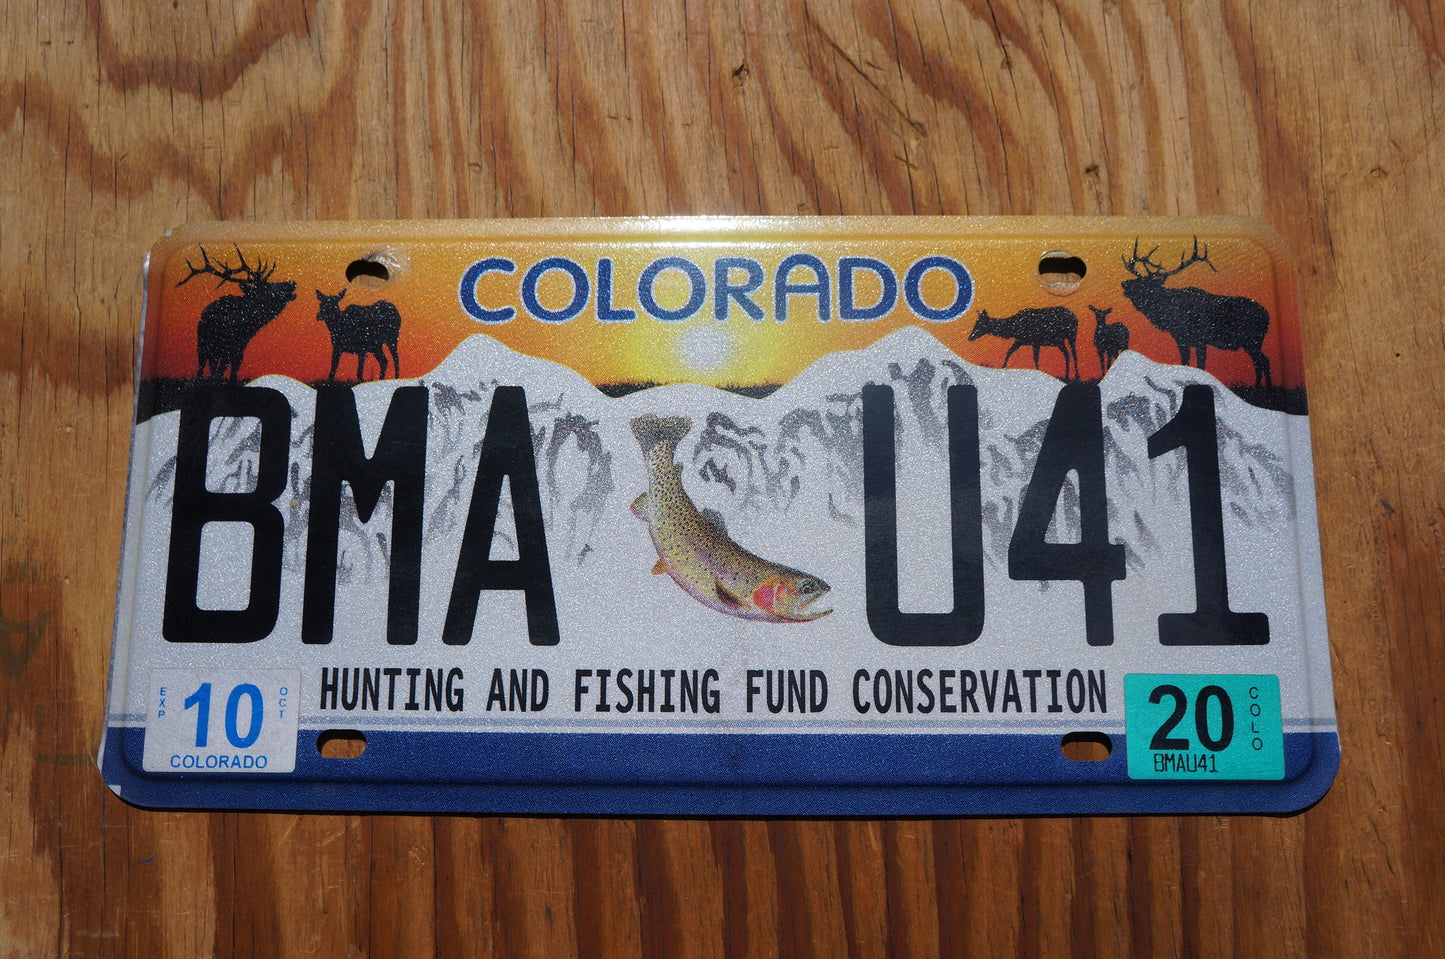 COLORADO
BMA U41
HUNTING AND FISHING FUND CONSERVATION
EXP 10 OCT
COLORADO
20 COLO
BMAU41